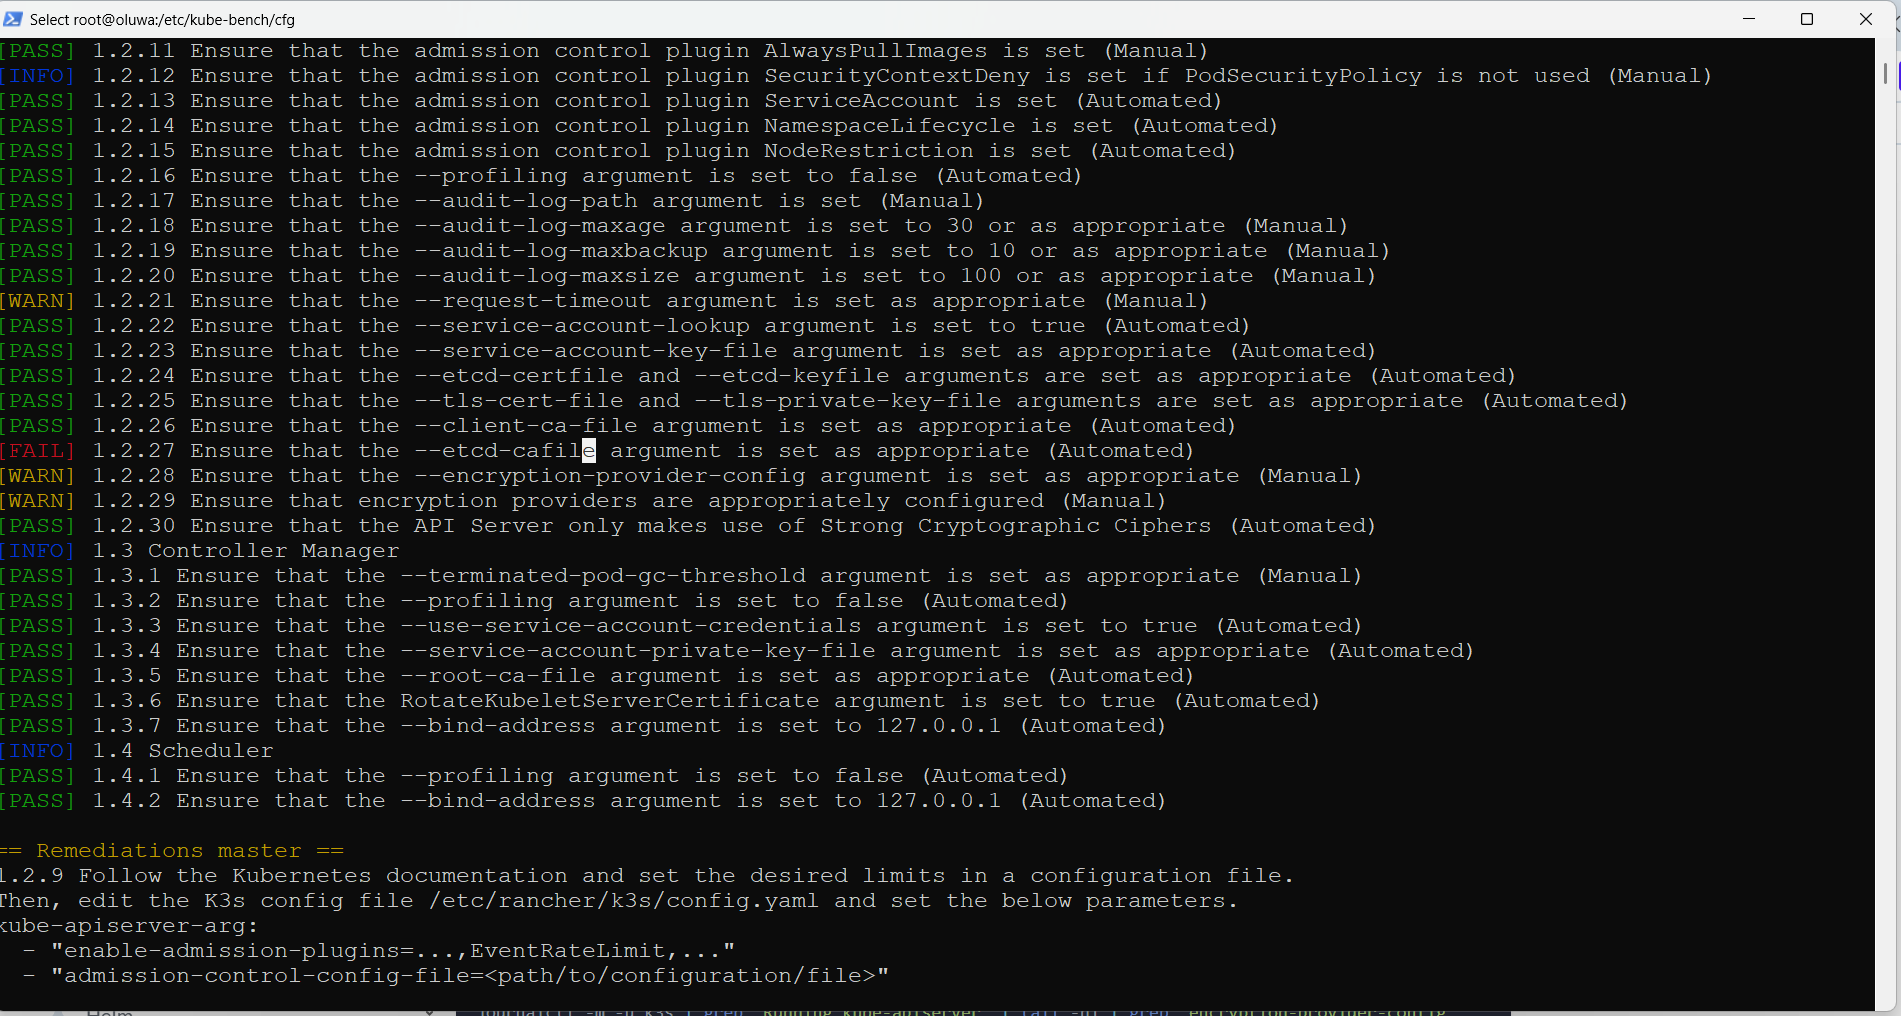 Select root@oluwa:/etc/kube-bench/cfg
[PASS] 1.2.11 Ensure that the admission control plugin AlwaysPullImages is set (Manual)
[INFO] 1.2.12 Ensure that the admission control plugin SecurityContextDeny is set if PodSecurityPolicy is not used (Manual)
[PASS] 1.2.13 Ensure that the admission control plugin ServiceAccount is set (Automated)
[PASS] 1.2.14 Ensure that the admission control plugin NamespaceLifecycle is set (Automated)
[PASS] 1.2.15 Ensure that the admission control plugin NodeRestriction is set (Automated)
[PASS] 1.2.16 Ensure that the --profiling argument is set to false (Automated)
[PASS] 1.2.17 Ensure that the --audit-log-path argument is set (Manual)
[PASS] 1.2.18 Ensure that the --audit-log-maxage argument is set to 30 or as appropriate (Manual)
[PASS] 1.2.19 Ensure that the --audit-log-maxbackup argument is set to 10 or as appropriate (Manual)
[PASS] 1.2.20 Ensure that the --audit-log-maxsize argument is set to 100 or as appropriate (Manual)
[WARN] 1.2.21 Ensure that the --request-timeout argument is set as appropriate (Manual)
[PASS] 1.2.22 Ensure that the --service-account-lookup argument is set to true (Automated)
[PASS] 1.2.23 Ensure that the --service-account-key-file argument is set as appropriate (Automated)
[PASS] 1.2.24 Ensure that the --etcd-certfile and --etcd-keyfile arguments are set as appropriate (Automated)
[PASS] 1.2.25 Ensure that the --tls-cert-file and --tls-private-key-file arguments are set as appropriate (Automated)
[PASS] 1.2.26 Ensure that the --client-ca-file argument is set as appropriate (Automated)
[FAIL] 1.2.27 Ensure that the --etcd-cafile argument is set as appropriate (Automated)
[WARN] 1.2.28 Ensure that the --encryption-provider-config argument is set as appropriate (Manual)
[WARN] 1.2.29 Ensure that encryption providers are appropriately configured (Manual)
[PASS] 1.2.30 Ensure that the API Server only makes use of Strong Cryptographic Ciphers (Automated)
[INFO] 1.3 Controller Manager
[PASS] 1.3.1 Ensure that the --terminated-pod-gc-threshold argument is set as appropriate (Manual)
[PASS] 1.3.2 Ensure that the --profiling argument is set to false (Automated)
[PASS] 1.3.3 Ensure that the --use-service-account-credentials argument is set to true (Automated)
[PASS] 1.3.4 Ensure that the --service-account-private-key-file argument is set as appropriate (Automated)
[PASS] 1.3.5 Ensure that the --root-ca-file argument is set as appropriate (Automated)
[PASS] 1.3.6 Ensure that the RotateKubeletServerCertificate argument is set to true (Automated)
[PASS] 1.3.7 Ensure that the --bind-address argument is set to 127.0.0.1 (Automated)
[INFO] 1.4 Scheduler
[PASS] 1.4.1 Ensure that the --profiling argument is set to false (Automated)
[PASS] 1.4.2 Ensure that the --bind-address argument is set to 127.0.0.1 (Automated)
== Remediations master ==
1.2.9 Follow the Kubernetes documentation and set the desired limits in a configuration file.
Then, edit the K3s config file /etc/rancher/k3s/config.yaml and set the below parameters.
kube-apiserver-arg:
- "enable-admission-plugins=...,EventRateLimit,..."
- "admission-control-config-file=<path/to/configuration/file>"